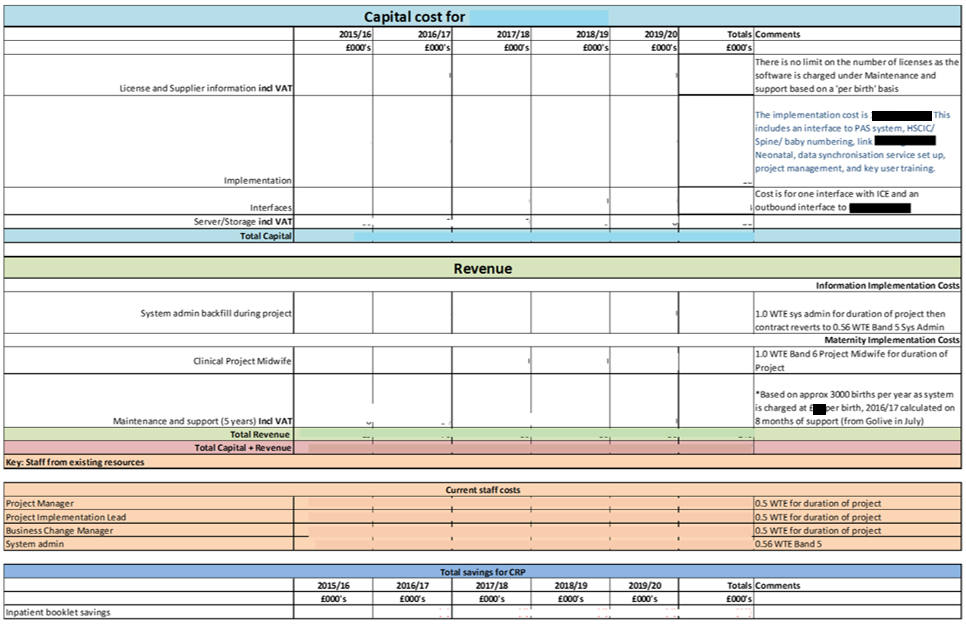 Capital cost for
2015/16 2016/17 2017/18 2018/19 2019/20 Totals Comments
£000's £000's £000's £000's £000's £000's
There is no limit on the number of licenses as the
software is charged under Maintenance and
License and Supplier information incl VAT support based on a 'per birth' basis
The implementation cost is This
includes an interface to PAS system, HSCIC/
Spine/ baby numbering, link
Neonatal, data synchronisation service set up,
project management, and key user training.
Implementation
Cost is for one interface with ICE and an
Interfaces outbound interface to
Server/Storage incl VAT
Total Capital
Revenue
Information Implementation Costs
System admin backfill during project 1.0 WTE sys admin for duration of project then
contract reverts to 0.56 WTE Band 5 Sys Admin
Maternity Implementation Costs
Clinical Project Midwife 1.0 WTE Band 6 Project Midwife for duration of
Project
*Based on approx 3000 births per year as system
is charged at £ per birth, 2016/17 calculated on
Maintenance and support (5 years) Incl VAT 8 months of support (from Golive in July)
Total Revenue
Total Capital + Revenue
Key: Staff from existing resources
Current staff costs
Project Manager 0.5 WTE for duration of project
Project Implementation Lead 0.5 WTE for duration of project
Business Change Manager 0.5 WTE for duration of project
System admin 0.56 WTE Band 5
Total savings for CRP
2015/16 2016/17 2017/18 2018/19 2019/20 Totals Comments
£000's £000's £000's £000's £000's £000's
Inpatient booklet savings